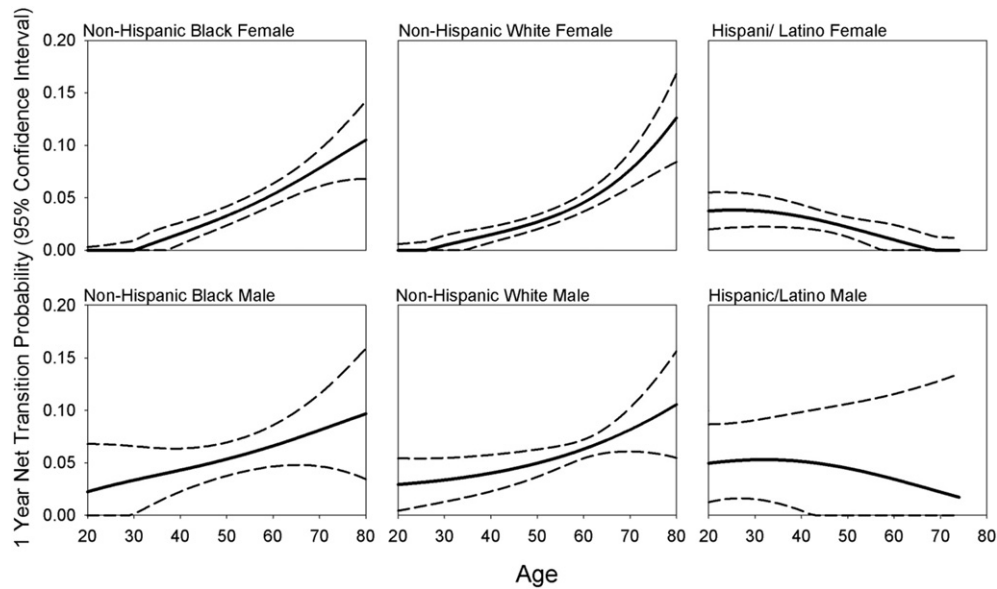 1 Year Net Transition Probability (95% Confidence Interval)
Non-Hispanic Black Female
Non-Hispanic White Female
Hispani/ Latino Female
0.20
0.15
0.10
0.05
0.00
Non-Hispanic Black Male
Non-Hispanic White Male
Hispanic/Latino Male
0.20
0.15
0.10
0.05
0.00
20 30 40 50 60 70 80
20 30 40 50 60 70 80
20 30 40 50 60 70 80
Age